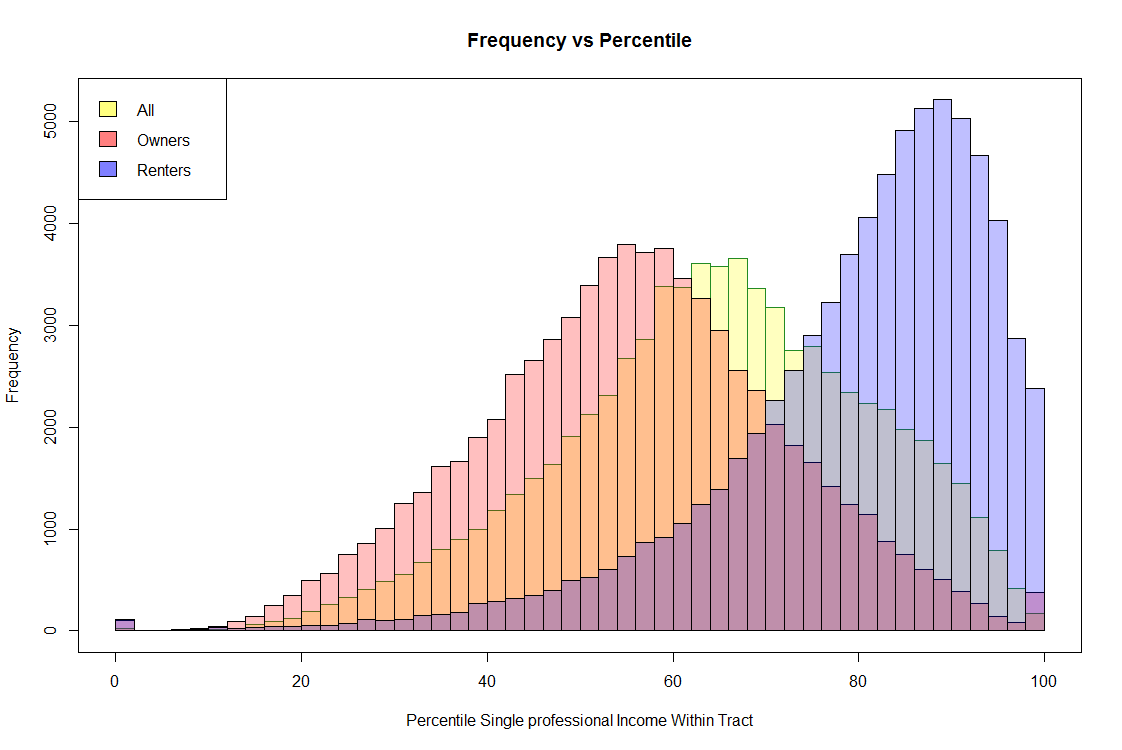 Frequency vs Percentile
All
Owners
Renters
Frequency
5000
4000
3000
2000
1000
0
0 20 40 60 80 100
Percentile Single professional Income Within Tract